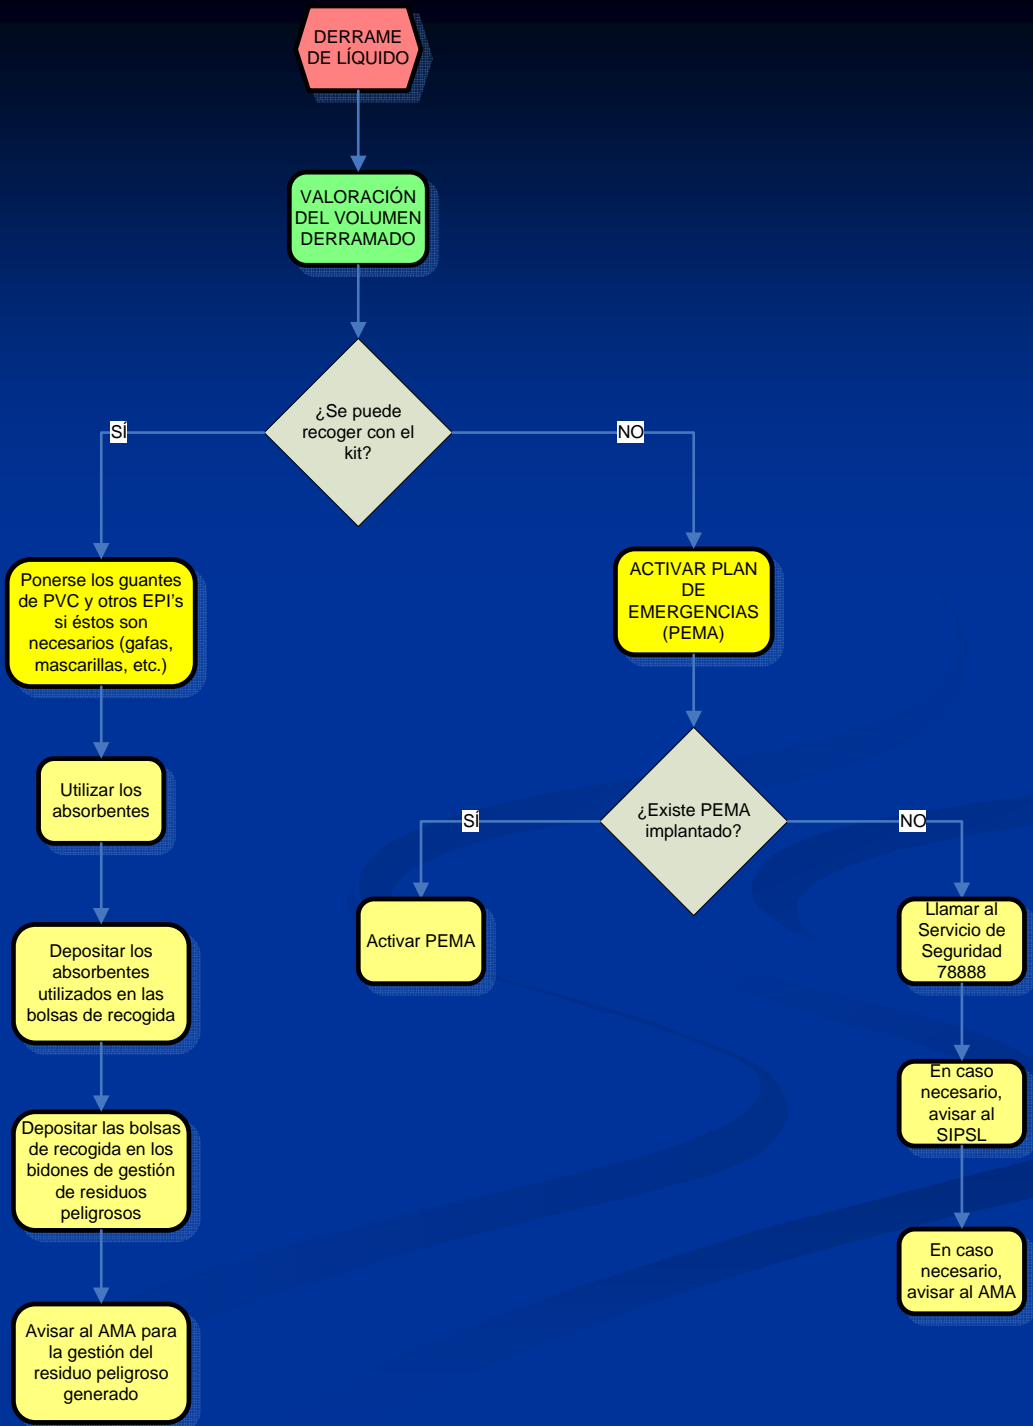 DERRAME
DE LÍQUIDO
VALORACIÓN
DEL VOLUMEN
DERRAMADO
¿Se puede
recoger con el
kit?
SÍ
NO
Ponerse los guantes
de PVC y otros EPI's
si éstos son
necesarios (gafas,
mascarillas, etc.)
Utilizar los
absorbentes
Depositar los
absorbentes
utilizados en las
bolsas de recogida
Depositar las bolsas
de recogida en los
bidones de gestión
de residuos
peligrosos
Avisar al AMA para
la gestión del
residuo peligroso
generado
ACTIVAR PLAN
DE
EMERGENCIAS
(PEMA)
¿Existe PEMA
implantado?
SÍ
NO
Activar PEMA
Llamar al
Servicio de
Seguridad
78888
En caso
necesario,
avisar al
SIPSL
En caso
necesario,
avisar al AMA